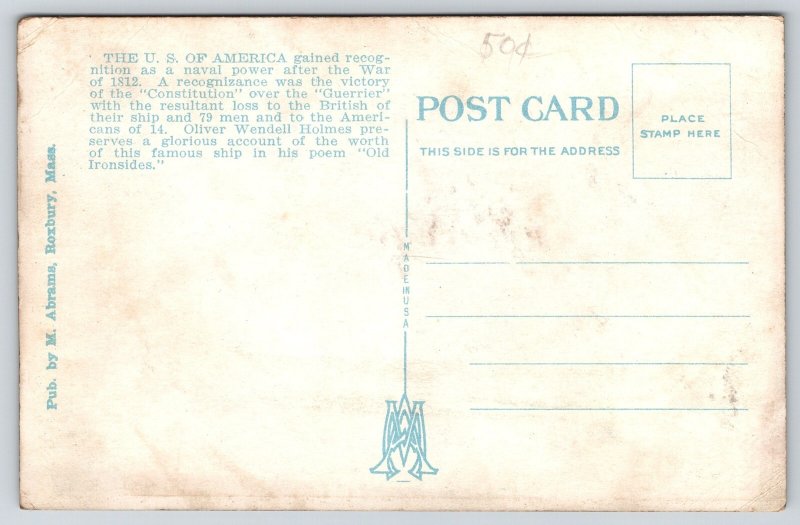 50¢
THE U. S. OF AMERICA gained recog-
nition as a naval power after the War
of 1812. A recognizance was the victory
of the "Constitution" over the "Guerrier"
with the resultant loss to the British of
their ship and 79 men and to the Ameri-
cans of 14. Oliver Wendell Holmes pre-
serves a glorious account of the worth
of this famous ship in his poem "Old
Ironsides."
Pub. by M. Abrams, Roxbury, Mass.
POST CARD
THIS SIDE IS FOR THE ADDRESS
PLACE
STAMP HERE
MADE IN USA